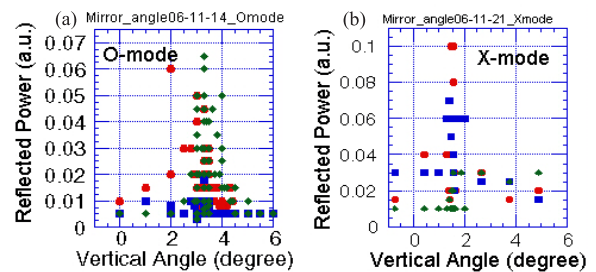 (a) Mirror_angle06-11-14_Omode
O-mode
Reflected Power (a.u.)
0.07
0.06
0.05
0.04
0.03
0.02
0.01
0
0 2 4 6
Vertical Angle (degree)
(b) Mirror_angle06-11-21_Xmode
X-mode
Reflected Power (a.u.)
0.1
0.08
0.06
0.04
0.02
0
0 2 4 6
Vertical Angle (degree)